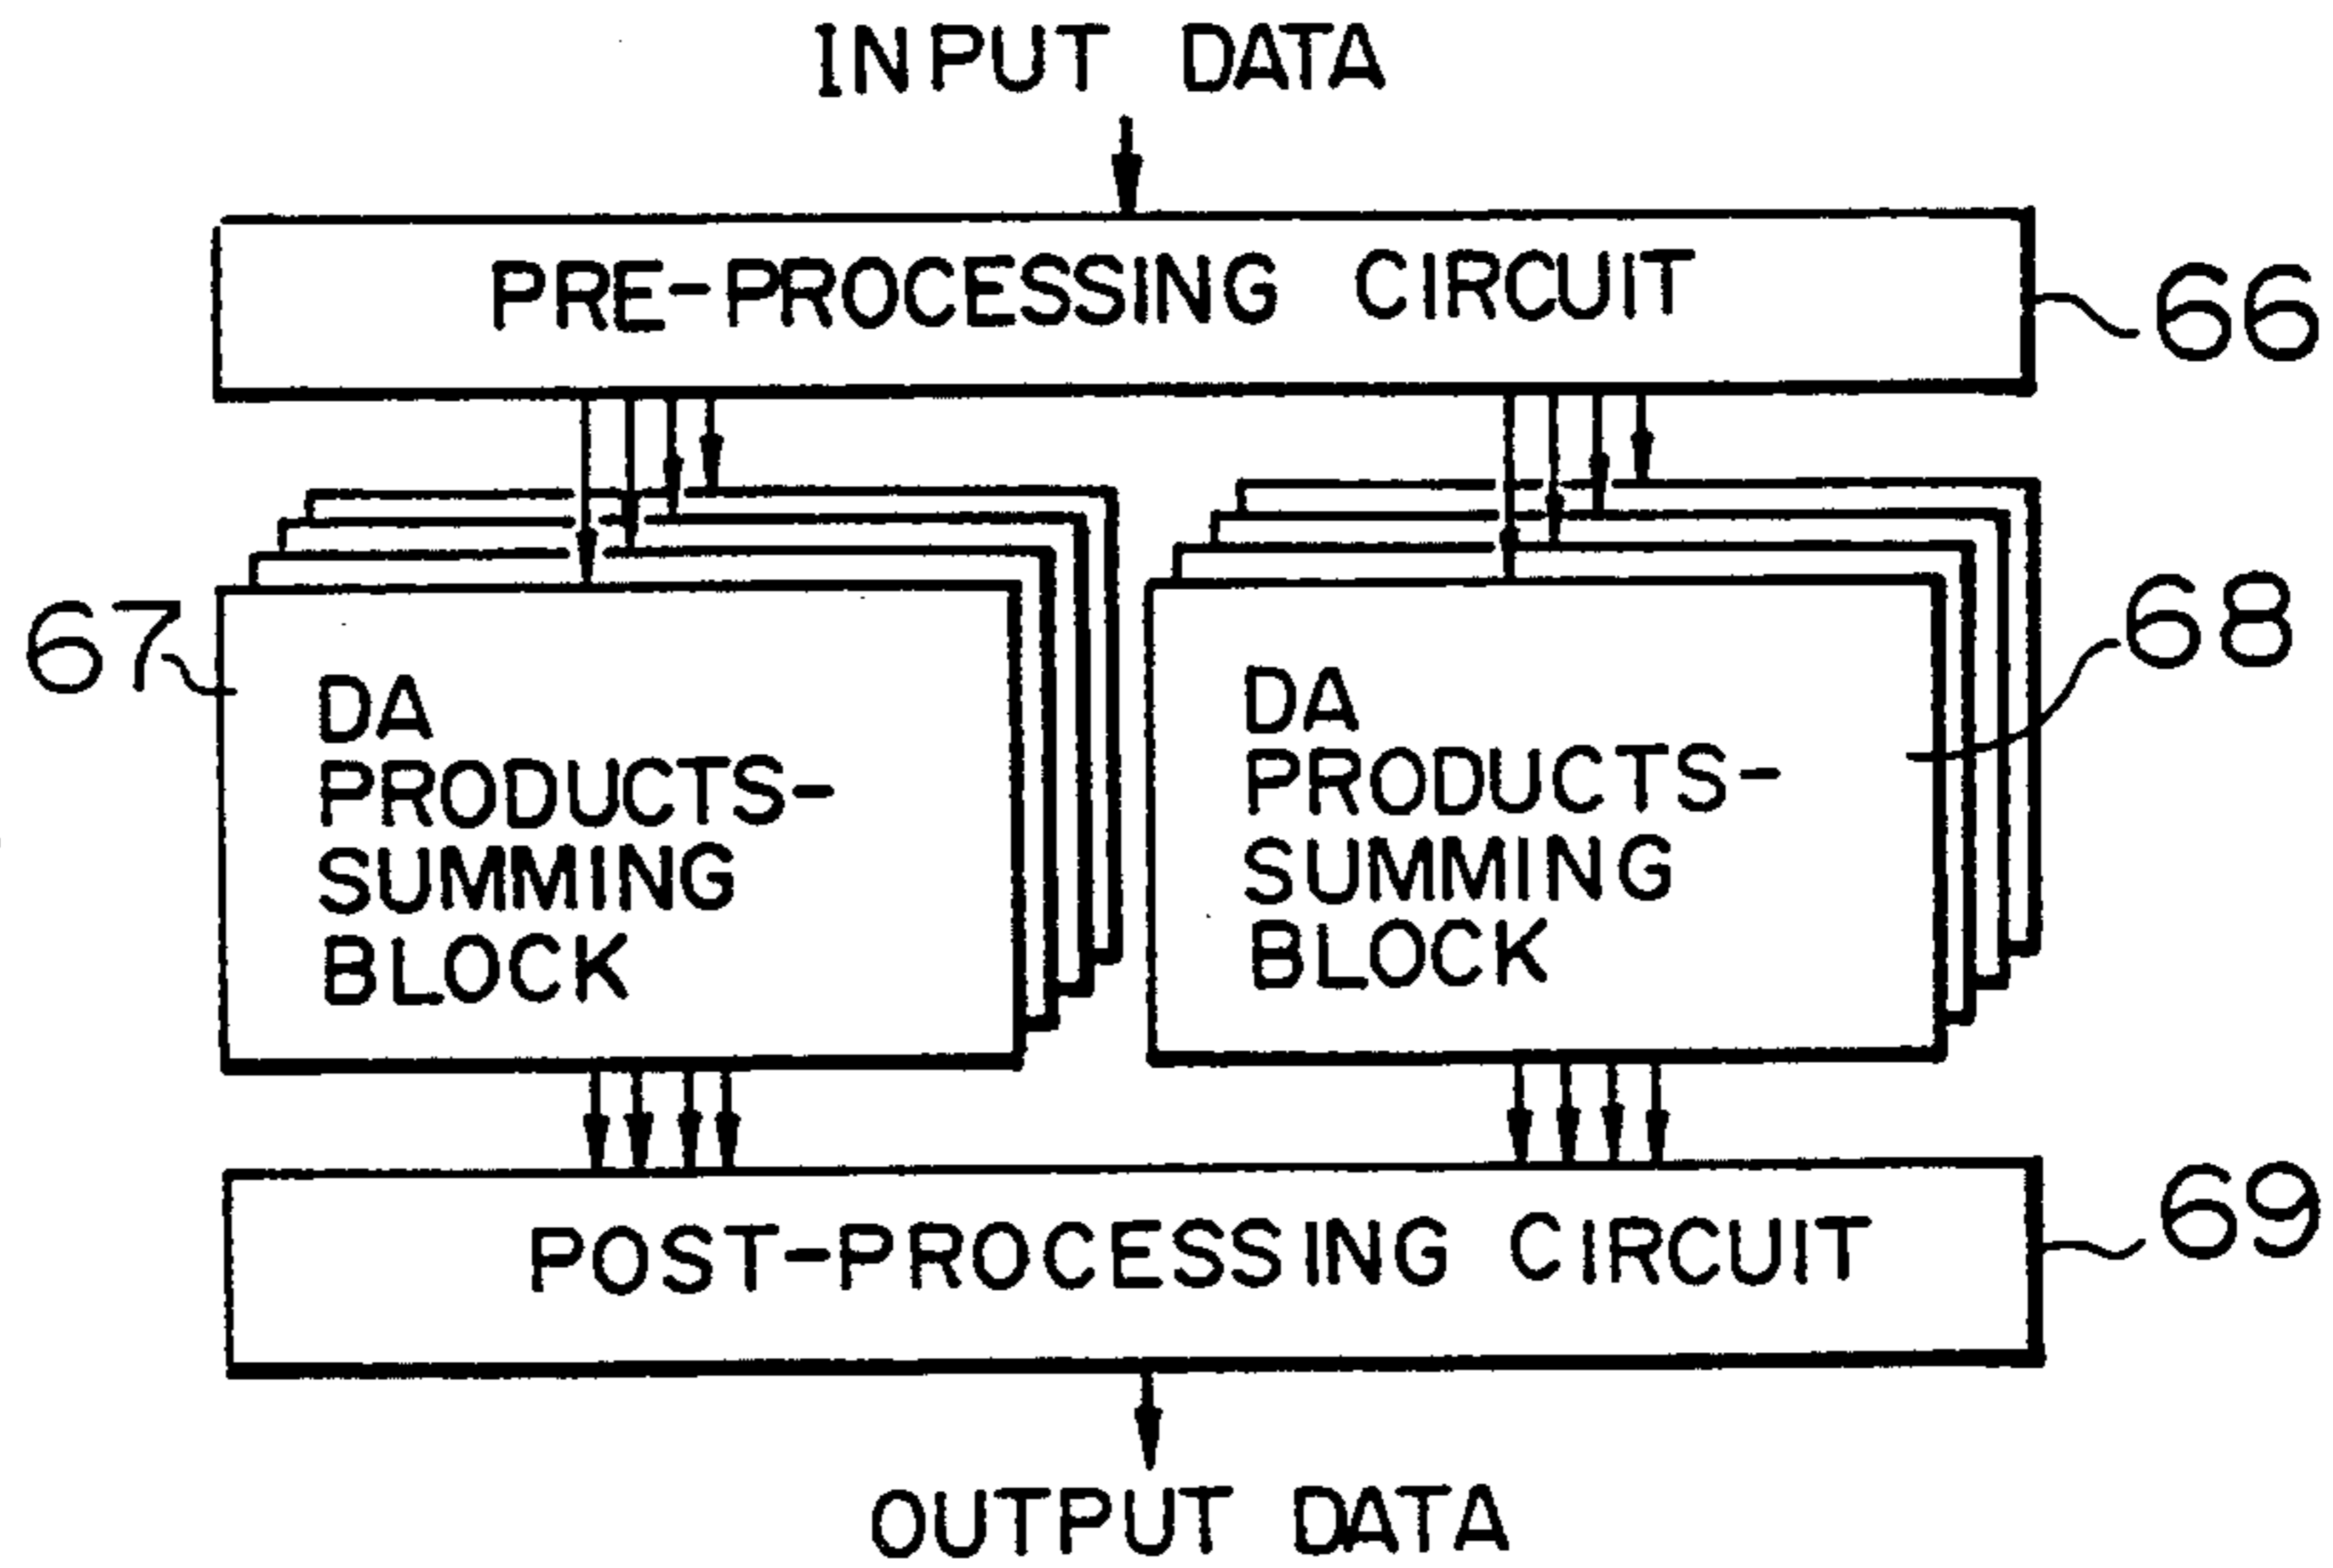 INPUT DATA
PRE-PROCESSING CIRCUIT
66
67
DA
PRODUCTS-
SUMMING
BLOCK
68
DA
PRODUCTS-
SUMMING
BLOCK
POST-PROCESSING CIRCUIT
69
OUTPUT DATA